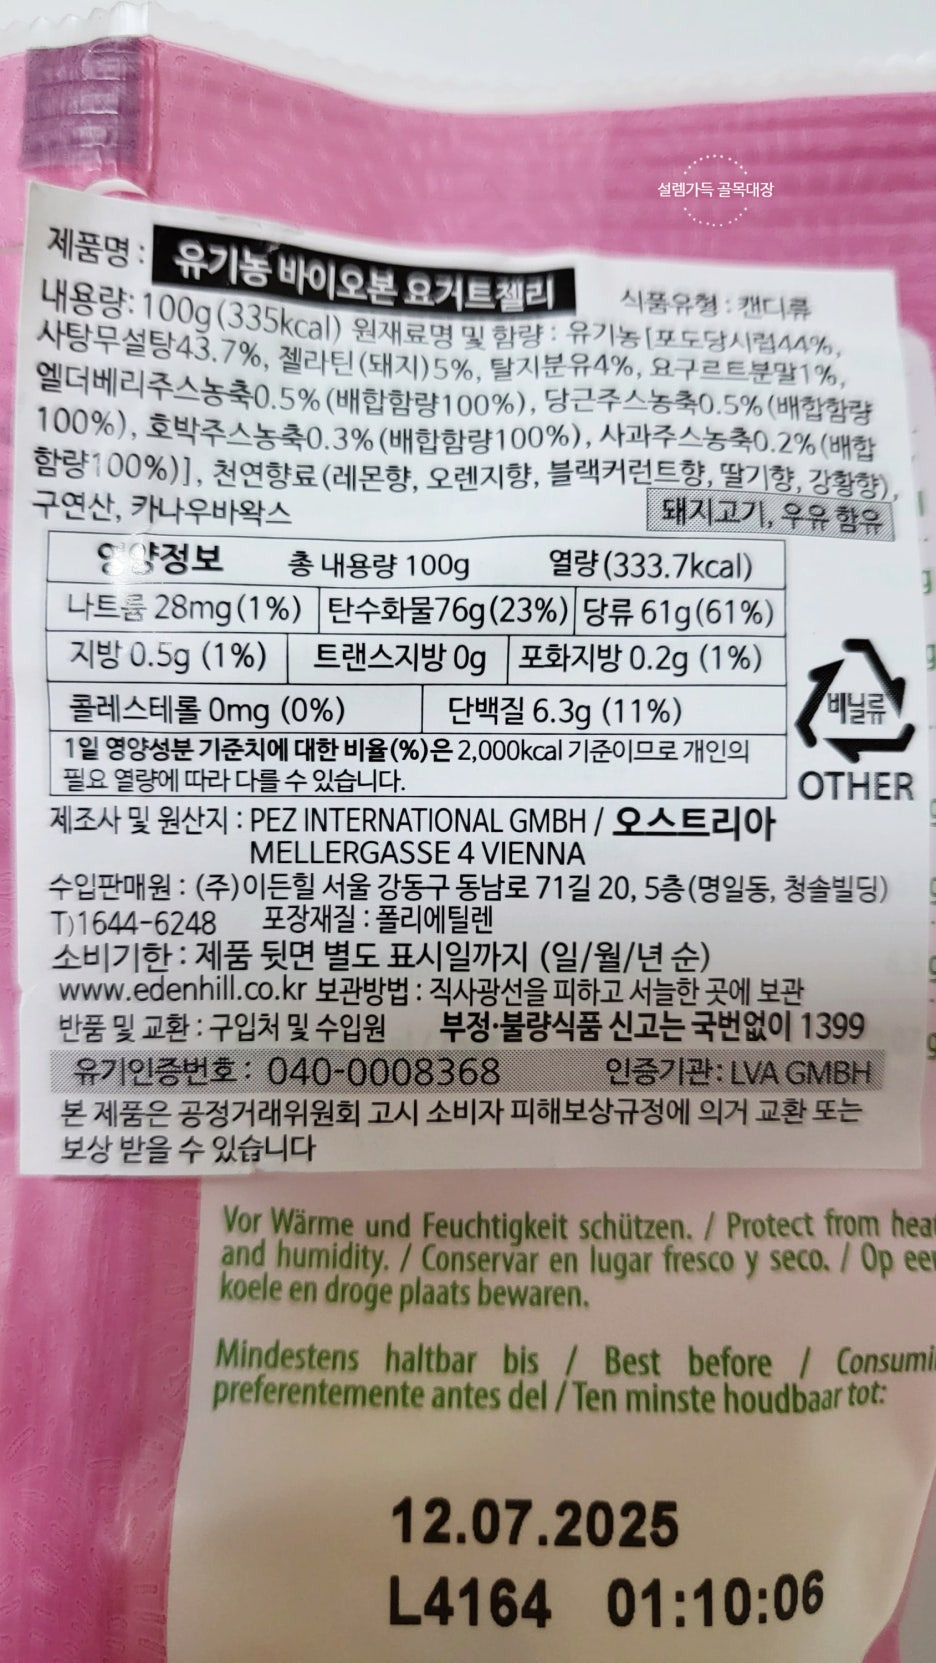 설렘가득 골목대장
제품명 : 유기농 바이오본 요거트젤리
식품유형 : 캔디류
내용량: 100g(335kcal) 원재료명 및 함량 : 유기농[포도당시럽44%,
사탕무설탕43.7%, 젤라틴(돼지)5%, 탈지분유4%, 요구르트분말1%,
엘더베리주스농축0.5%(배합함량100%), 당근주스농축0.5%(배합함량
100%), 호박주스농축0.3%(배합함량100%), 사과주스농축0.2%(배합
함량100%)], 천연향료(레몬향, 오렌지향, 블랙커런트향, 딸기향, 강황향),
구연산, 카나우바왁스
돼지고기, 우유 함유
영양정보 총 내용량 100g 열량(333.7kcal)
나트륨 28mg(1%) 탄수화물76g(23%) 당류 61g(61%)
지방 0.5g (1%) 트랜스지방 0g 포화지방 0.2g (1%)
콜레스테롤 0mg (0%) 단백질 6.3g (11%)
1일 영양성분 기준치에 대한 비율(%)은 2,000kcal 기준이므로 개인의
필요 열량에 따라 다를 수 있습니다.
비닐류
OTHER
제조사 및 원산지 : PEZ INTERNATIONAL GMBH / 오스트리아
MELLERGASSE 4 VIENNA
수입판매원 : (주)이든힐 서울 강동구 동남로 71길 20, 5층(명일동, 청솔빌딩)
T)1644-6248 포장재질 : 폴리에틸렌
소비기한 : 제품 뒷면 별도 표시일까지 (일/월/년 순)
www.edenhill.co.kr 보관방법 : 직사광선을 피하고 서늘한 곳에 보관
반품 및 교환 : 구입처 및 수입원 부정·불량식품 신고는 국번없이 1399
유기인증번호 : 040-0008368 인증기관: LVA GMBH
본 제품은 공정거래위원회 고시 소비자 피해보상규정에 의거 교환 또는
보상 받을 수 있습니다
Vor Wärme und Feuchtigkeit schützen. / Protect from hea
and humidity. / Conservar en lugar fresco y seco. / Op ee
koele en droge plaats bewaren.
Mindestens haltbar bis / Best before / Consumi
preferentemente antes del / Ten minste houdbaar tot:
12.07.2025
L4164 01:10:06